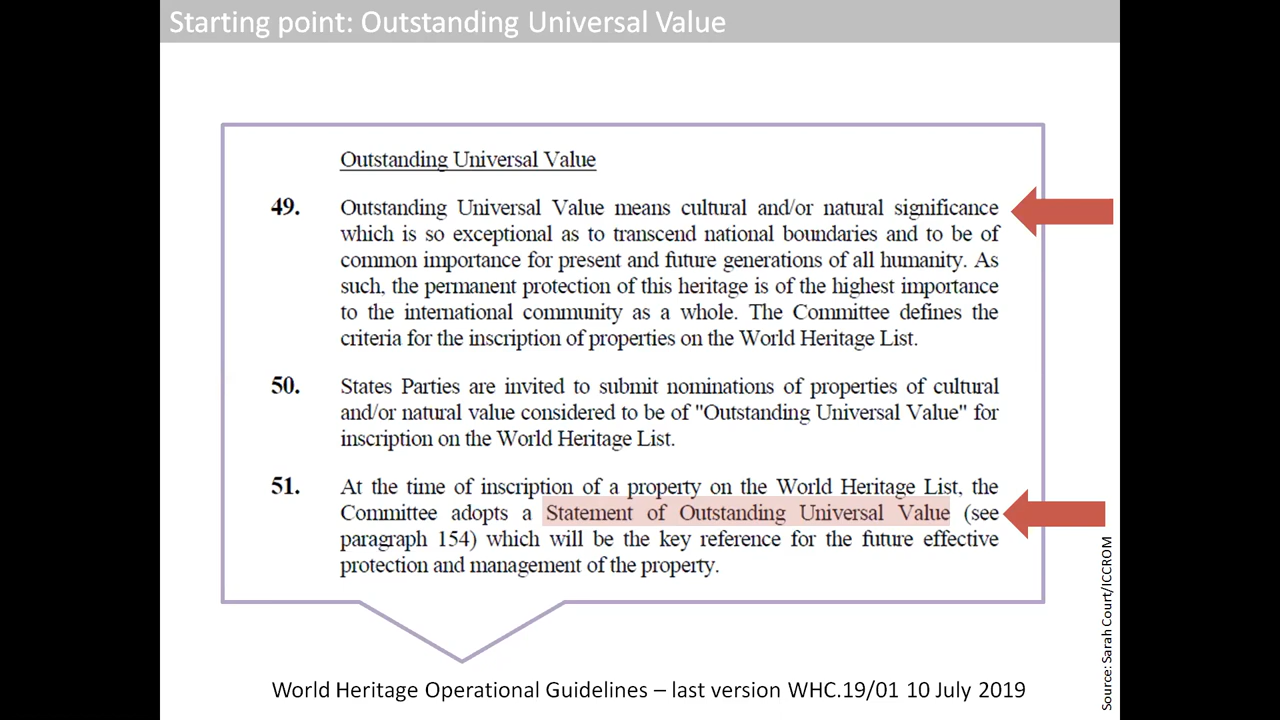 Starting point: Outstanding Universal Value
Outstanding Universal Value
49. Outstanding Universal Value means cultural and/or natural significance
which is so exceptional as to transcend national boundaries and to be of
common importance for present and future generations of all humanity. As
such, the permanent protection of this heritage is of the highest importance
to the international community as a whole. The Committee defines the
criteria for the inscription of properties on the World Heritage List.
50. States Parties are invited to submit nominations of properties of cultural
and/or natural value considered to be of "Outstanding Universal Value" for
inscription on the World Heritage List.
51. At the time of inscription of a property on the World Heritage List, the
Committee adopts a Statement of Outstanding Universal Value (see
paragraph 154) which will be the key reference for the future effective
protection and management of the property.
World Heritage Operational Guidelines – last version WHC.19/01 10 July 2019
Source: Sarah Court/ICCROM